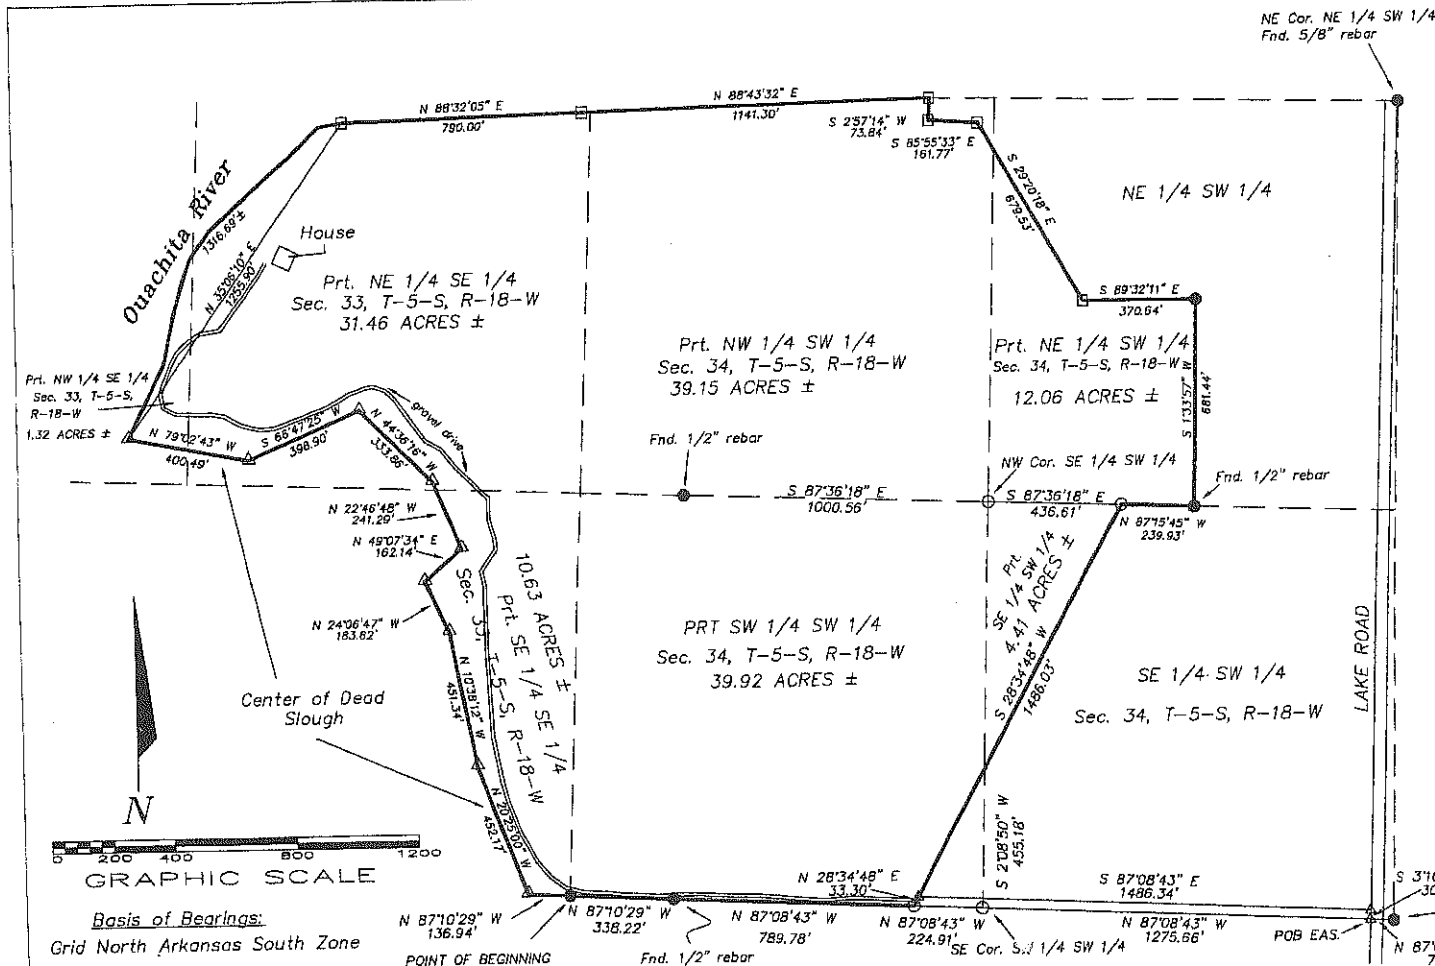 NE Cor. NE 1/4 SW 1/4
Fnd. 5/8" rebar
N 88°32'05" E
790.00'
N 88°43'32" E
1141.30'
S 2°57'14" W
73.84'
S 85°55'33" E
161.77'
S 29°20'18" E
679.53'
NE 1/4 SW 1/4
Ouachita River
1316.69'±
N 35°06'10" E
1255.90'
House
Prt. NE 1/4 SE 1/4
Sec. 33, T-5-S, R-18-W
31.46 ACRES ±
S 89°32'11" E
370.64'
Prt. NW 1/4 SW 1/4
Sec. 34, T-5-S, R-18-W
39.15 ACRES ±
Prt. NE 1/4 SW 1/4
Sec. 34, T-5-S, R-18-W
12.06 ACRES ±
S 1°33'57" W
681.44'
Prt. NW 1/4 SE 1/4
Sec. 33, T-5-S,
R-18-W
1.32 ACRES ±
N 79°02'43" W
400.49'
S 66°47'25" W
398.90'
N 44°36'16" W
333.86'
gravel drive
Fnd. 1/2" rebar
NW Cor. SE 1/4 SW 1/4
Fnd. 1/2" rebar
S 87°36'18" E
1000.56'
S 87°36'18" E
436.61'
N 87°15'45" W
239.93'
N 22°46'48" W
241.29'
N 49°07'34" E
162.14'
N 24°06'47" W
183.62'
10.63 ACRES ±
Prt. SE 1/4 SE 1/4
Sec. 33, T-5-S, R-18-W
PRT SW 1/4 SW 1/4
Sec. 34, T-5-S, R-18-W
39.92 ACRES ±
Prt.
SE 1/4 SW 1/4
4.41 ACRES ±
S 28°34'48" W
1486.03'
SE 1/4 SW 1/4
Sec. 34, T-5-S, R-18-W
LAKE ROAD
Center of Dead
Slough
N 10°38'12" W
451.34'
N 20°25'00" W
452.17'
N
0 200 400 800 1200
GRAPHIC SCALE
Basis of Bearings:
Grid North Arkansas South Zone
N 87°10'29" W
136.94'
POINT OF BEGINNING
N 87°10'29" W
338.22'
Fnd. 1/2" rebar
N 87°08'43" W
789.78'
N 28°34'48" E
33.30'
N 87°08'43" W
224.91'
S 2°08'50" W
455.18'
SE Cor. SW 1/4 SW 1/4
S 87°08'43" E
1486.34'
N 87°08'43" W
1275.66'
POB EAS.